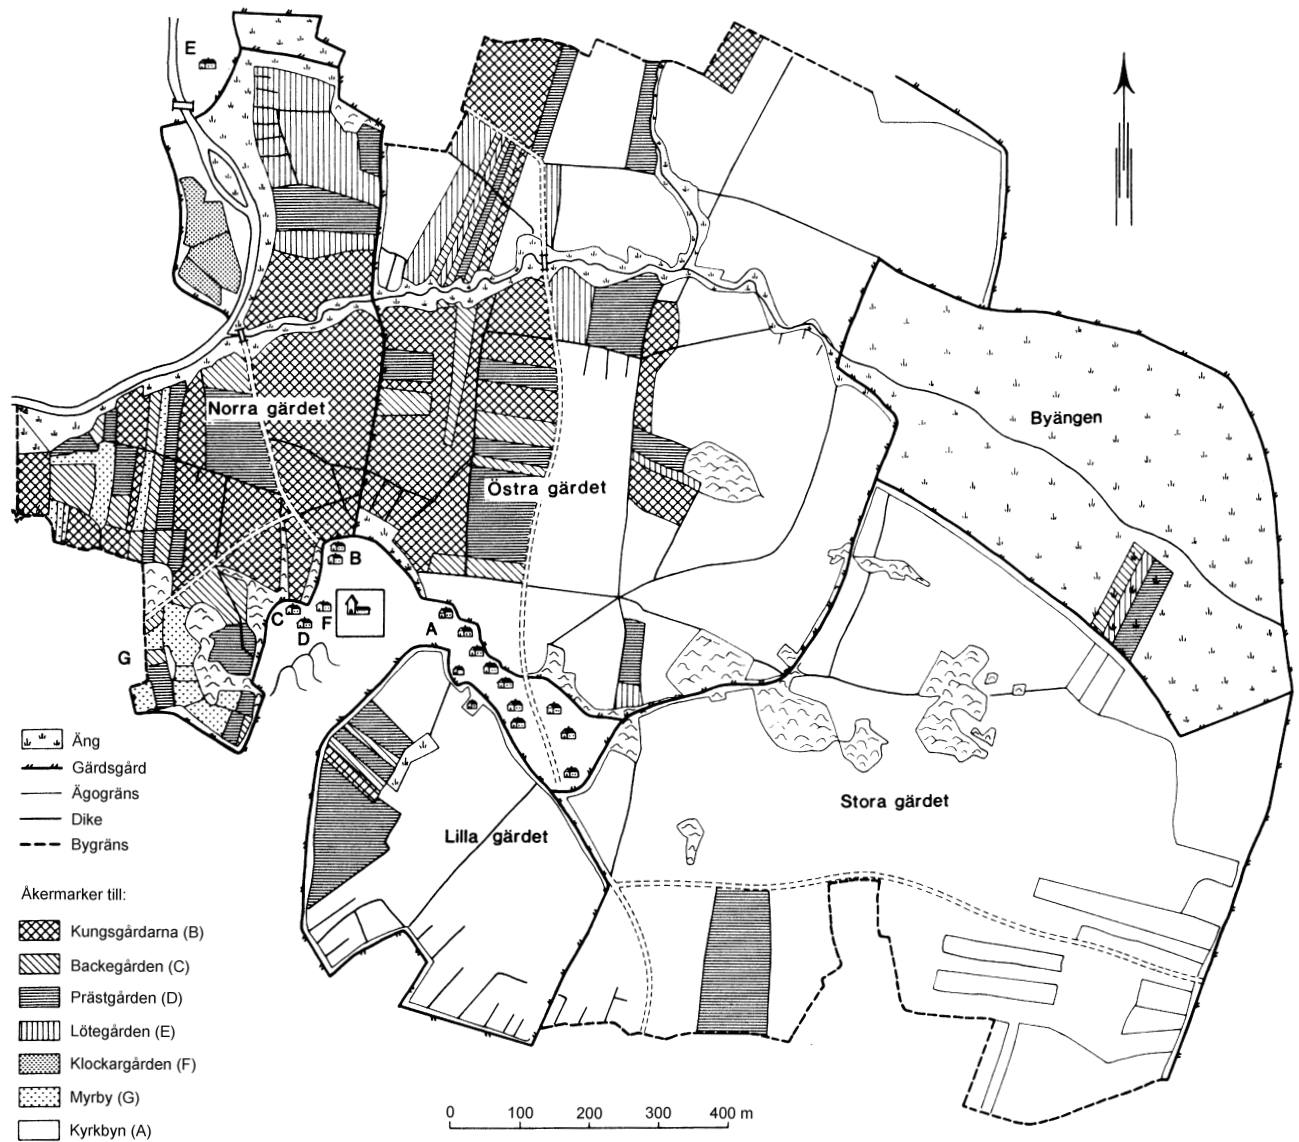 E
Norra gärdet
Östra gärdet
Byängen
B
C
D
F
A
G
Lilla gärdet
Stora gärdet
Äng
Gärdsgård
Ägogräns
Dike
Bygräns
Åkermarker till:
Kungsgårdarna (B)
Backegården (C)
Prästgården (D)
Lötegården (E)
Klockargården (F)
Myrby (G)
Kyrkbyn (A)
0 100 200 300 400 m